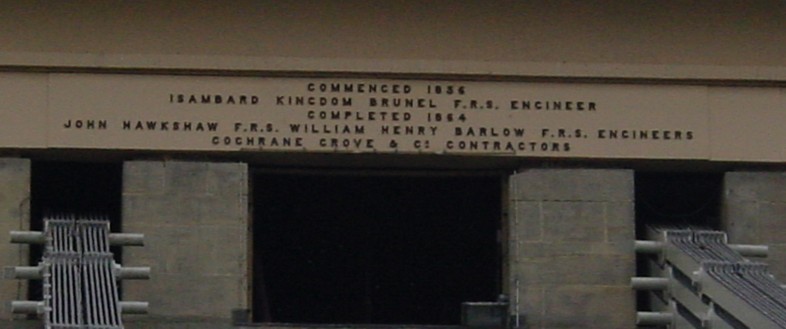 COMMENCED 1836
ISAMBARD KINGDOM BRUNEL F.R.S. ENGINEER
COMPLETED 1864
JOHN HAWKSHAW F.R.S. WILLIAM HENRY BARLOW F.R.S. ENGINEERS
COCHRANE GROVE & Co CONTRACTORS